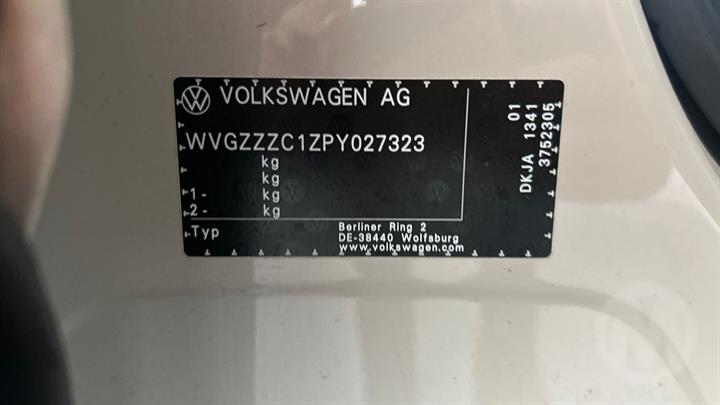 VOLKSWAGEN AG
WVGZZZC1ZPY027323
kg
kg
1- kg
2- kg
Typ
Berliner Ring 2
DE-38440 Wolfsburg
www.volkswagen.com
01
DKJA 1341
3752305